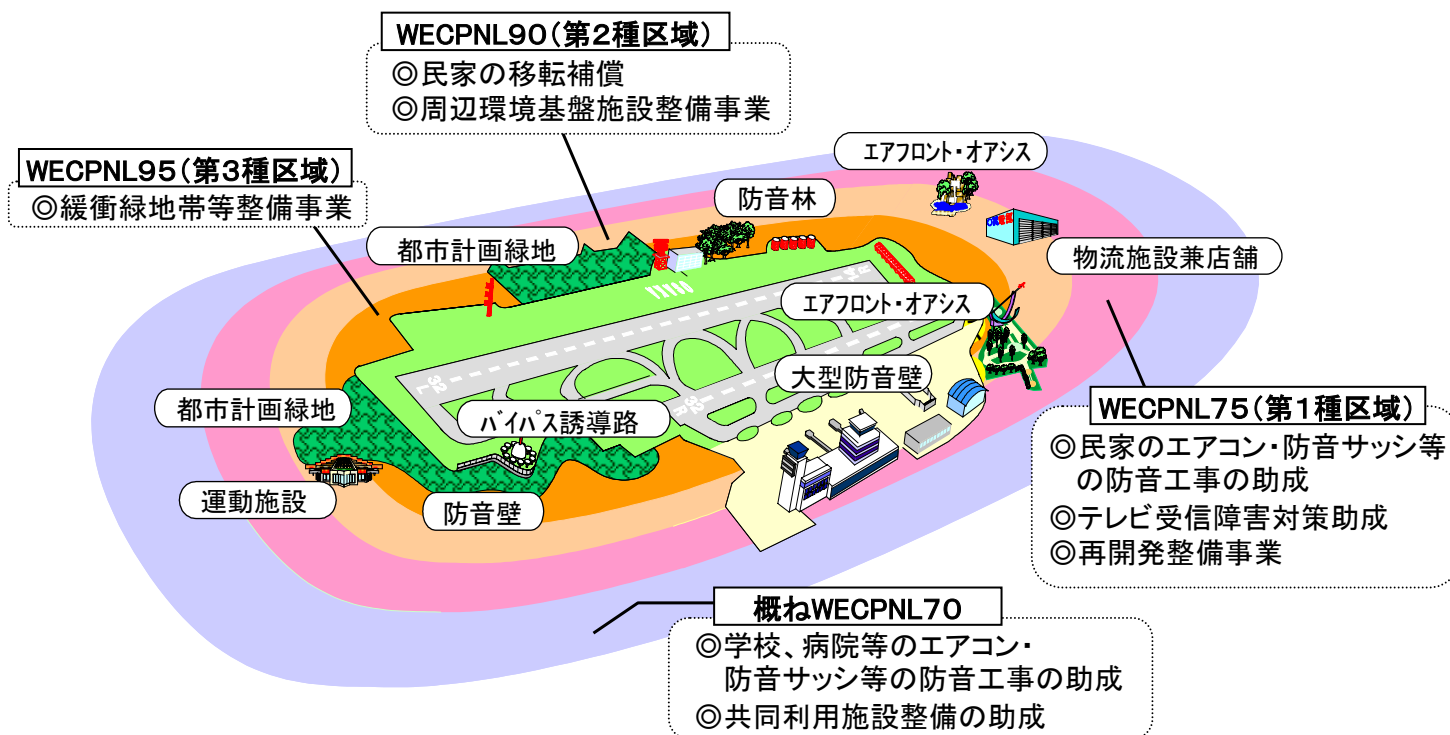 WECPNL90(第2種区域)
◎民家の移転補償
◎周辺環境基盤施設整備事業
WECPNL95(第3種区域)
◎緩衝緑地帯等整備事業
エアフロント・オアシス
防音林
都市計画緑地
物流施設兼店舗
エアフロント・オアシス
大型防音壁
32
L
32
R
都市計画緑地
バイパス誘導路
運動施設
防音壁
WECPNL75(第1種区域)
◎民家のエアコン・防音サッシ等
の防音工事の助成
◎テレビ受信障害対策助成
◎再開発整備事業
概ねWECPNL70
◎学校、病院等のエアコン・
防音サッシ等の防音工事の助成
◎共同利用施設整備の助成